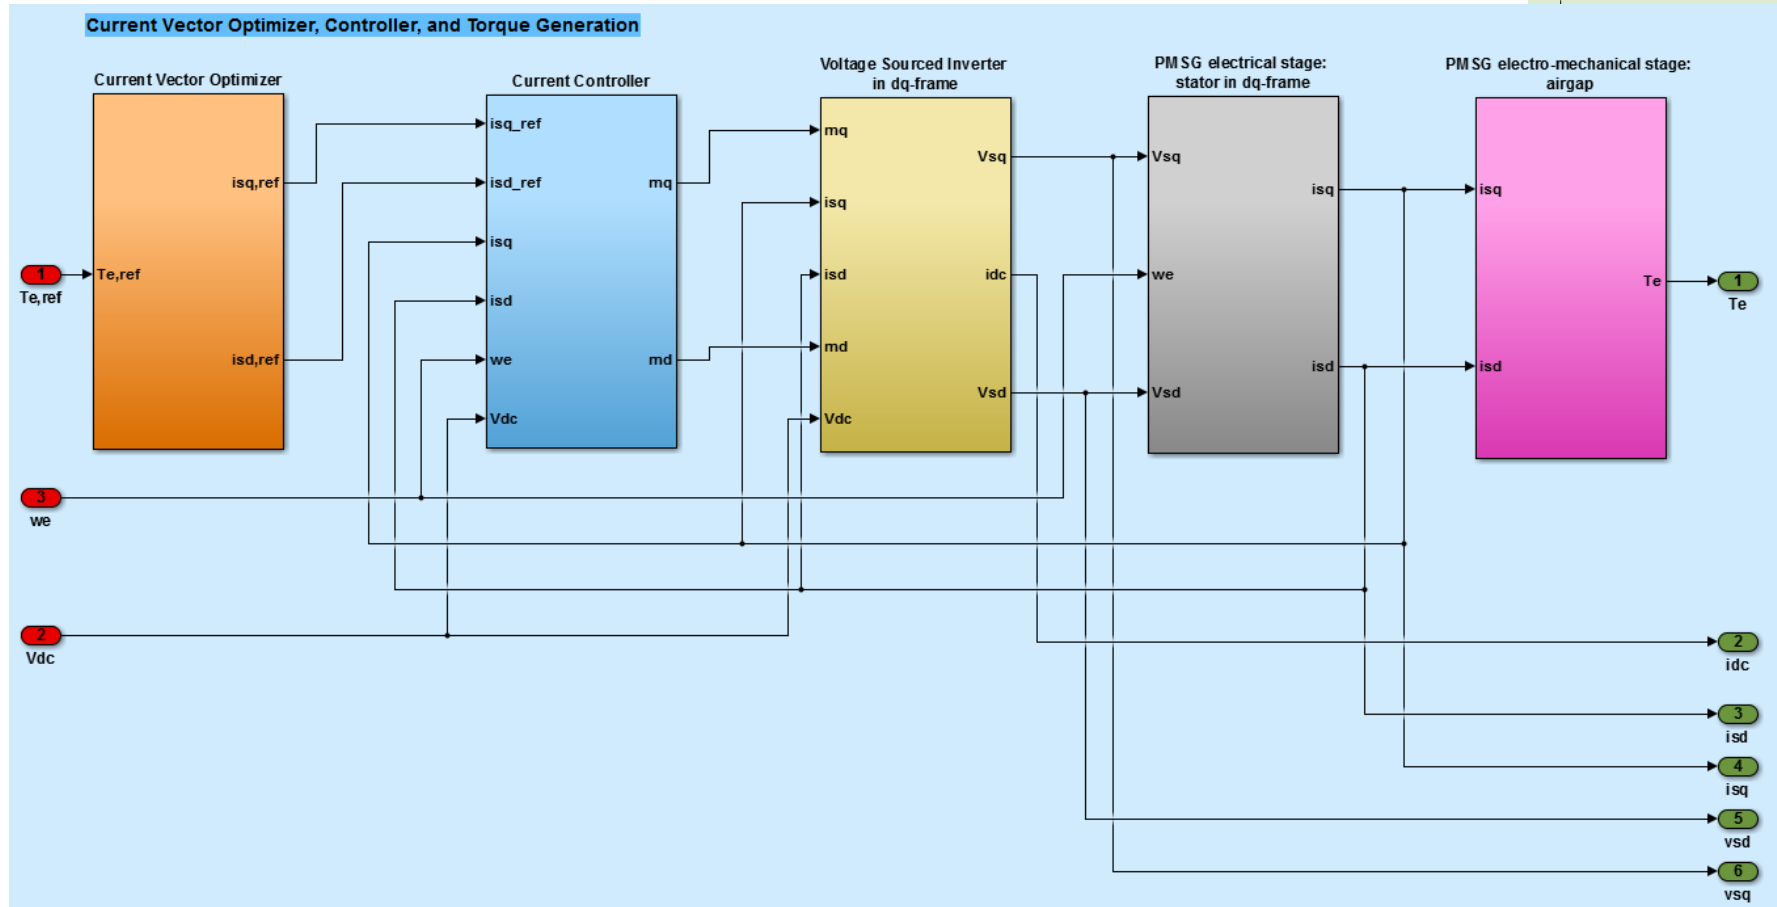 Current Vector Optimizer, Controller, and Torque Generation
Current Vector Optimizer
isq,ref
Te,ref
isd,ref
Current Controller
isq_ref
isd_ref
isq
isd
we
Vdc
mq
md
Voltage Sourced Inverter
in dq-frame
mq
isq
isd
md
Vdc
Vsq
idc
Vsd
PMSG electrical stage:
stator in dq-frame
Vsq
we
Vsd
isq
isd
PMSG electro-mechanical stage:
airgap
isq
isd
Te
1
Te,ref
3
we
2
Vdc
1
Te
2
idc
3
isd
4
isq
5
vsd
6
vsq